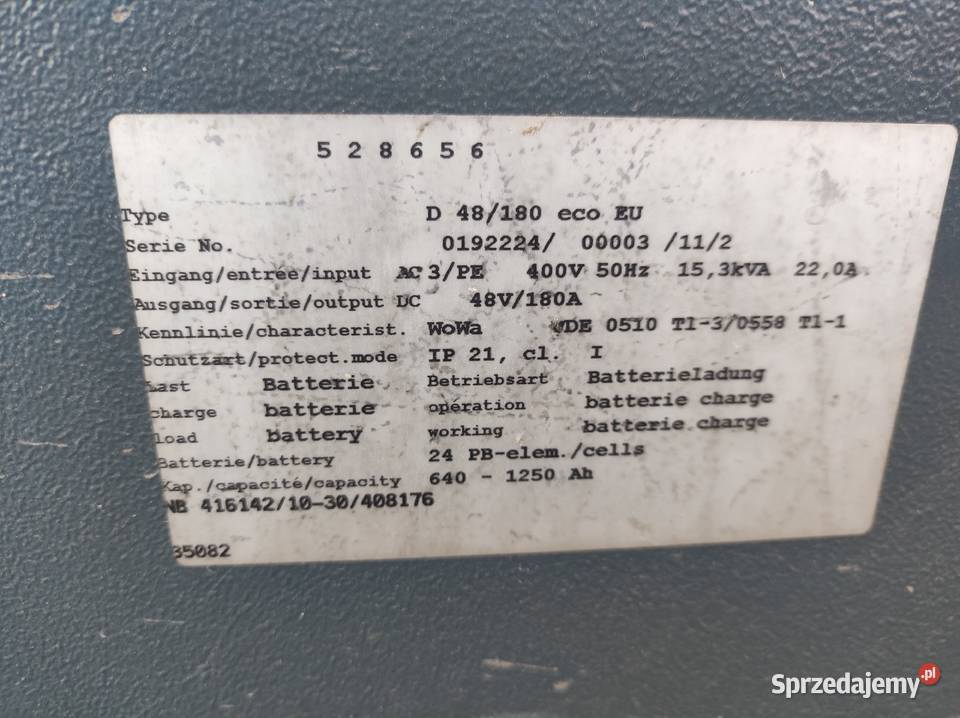 528656
Type D 48/180 eco EU
Serie No. 0192224/ 00003 /11/2
Eingang/entrée/input AC 3/PE 400V 50Hz 15,3kVA 22,0A.
Ausgang/sortie/output DC 48V/180A
Kennlinie/characterist. WoWa VDE 0510 T1-3/0558 T1-1
Schutzart/protect.mode IP 21, cl. I
Last Batterie Betriebsart Batterieladung
charge batterie opération batterie charge
load battery working batterie charge
Batterie/battery 24 PB-elem./cells
Kap./capacité/capacity 640 - 1250 Ah
NB 416142/10-30/408176
35082
Sprzedajemy.pl